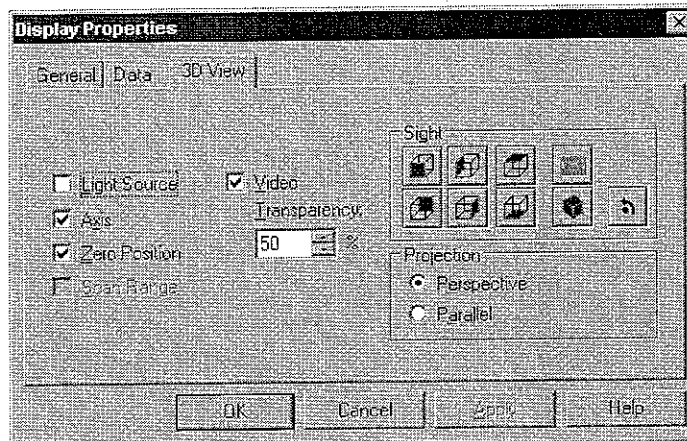 Display Properties
General Data 3D View
Light Source
Axis
Zero Position
Scan Range
Video
Transparency:
50 %
Sight
Projection
Perspective
Parallel
OK Cancel Apply Help